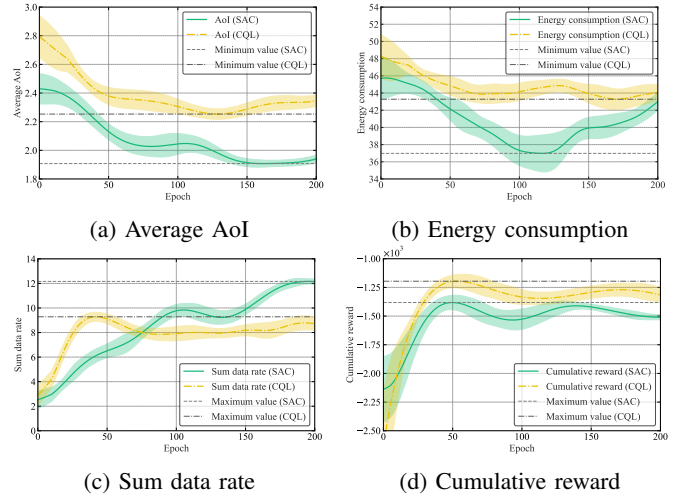 3.0
2.8
2.6
2.4
2.2
2.0
1.8
Average AoI
AoI (SAC)
AoI (CQL)
Minimum value (SAC)
Minimum value (CQL)
0 50 100 150 200
Epoch
(a) Average AoI
54
52
50
48
46
44
42
40
38
36
34
Energy consumption
Energy consumption (SAC)
Energy consumption (CQL)
Minimum value (SAC)
Minimum value (CQL)
0 50 100 150 200
Epoch
(b) Energy consumption
14
12
10
8
6
4
2
0
Sum data rate
Sum data rate (SAC)
Sum data rate (CQL)
Maximum value (SAC)
Maximum value (CQL)
0 50 100 150 200
Epoch
(c) Sum data rate
×10³
−1.00
−1.25
−1.50
−1.75
−2.00
−2.25
−2.50
Cumulative reward
Cumulative reward (SAC)
Cumulative reward (CQL)
Maximum value (SAC)
Maximum value (CQL)
0 50 100 150 200
Epoch
(d) Cumulative reward